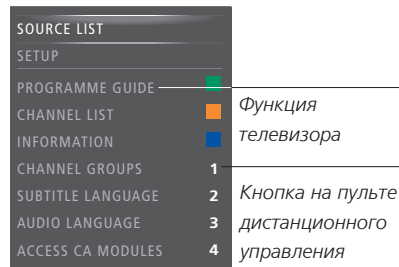 SOURCE LIST
SETUP
PROGRAMME GUIDE
CHANNEL LIST
INFORMATION
CHANNEL GROUPS 1
SUBTITLE LANGUAGE 2
AUDIO LANGUAGE 3
ACCESS CA MODULES 4
Функция
телевизора
Кнопка на пульте
дистанционного
управления